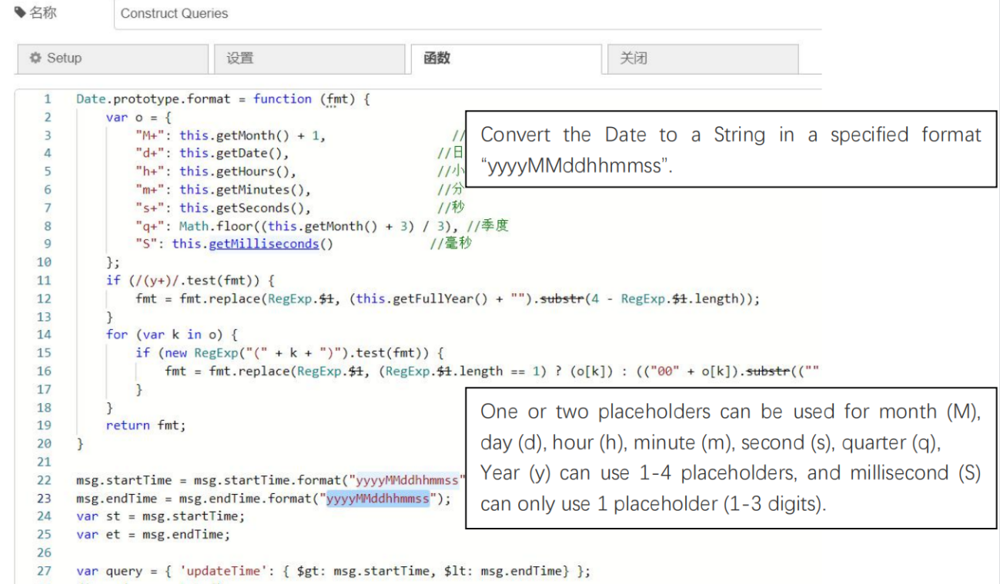 名称 Construct Queries
Setup 设置 函数 关闭
1 Date.prototype.format = function (fmt) {
2 var o = {
3 "M+": this.getMonth() + 1, //
4 "d+": this.getDate(), //日
5 "h+": this.getHours(), //小
6 "m+": this.getMinutes(), //分
7 "s+": this.getSeconds(), //秒
8 "q+": Math.floor((this.getMonth() + 3) / 3), //季度
9 "S": this.getMilliseconds() //毫秒
10 };
11 if (/(y+)/.test(fmt)) {
12 fmt = fmt.replace(RegExp.$1, (this.getFullYear() + "").substr(4 - RegExp.$1.length));
13 }
14 for (var k in o) {
15 if (new RegExp("(" + k + ")").test(fmt)) {
16 fmt = fmt.replace(RegExp.$1, (RegExp.$1.length == 1) ? (o[k]) : (("00" + o[k]).substr((""
17 }
18 }
19 return fmt;
20 }
21
22 msg.startTime = msg.startTime.format("yyyyMMddhhmmss"
23 msg.endTime = msg.endTime.format("yyyyMMddhhmmss");
24 var st = msg.startTime;
25 var et = msg.endTime;
26
27 var query = { 'updateTime': { $gt: msg.startTime, $lt: msg.endTime} };
Convert the Date to a String in a specified format
“yyyyMMddhhmmss”.
One or two placeholders can be used for month (M),
day (d), hour (h), minute (m), second (s), quarter (q),
Year (y) can use 1-4 placeholders, and millisecond (S)
can only use 1 placeholder (1-3 digits).